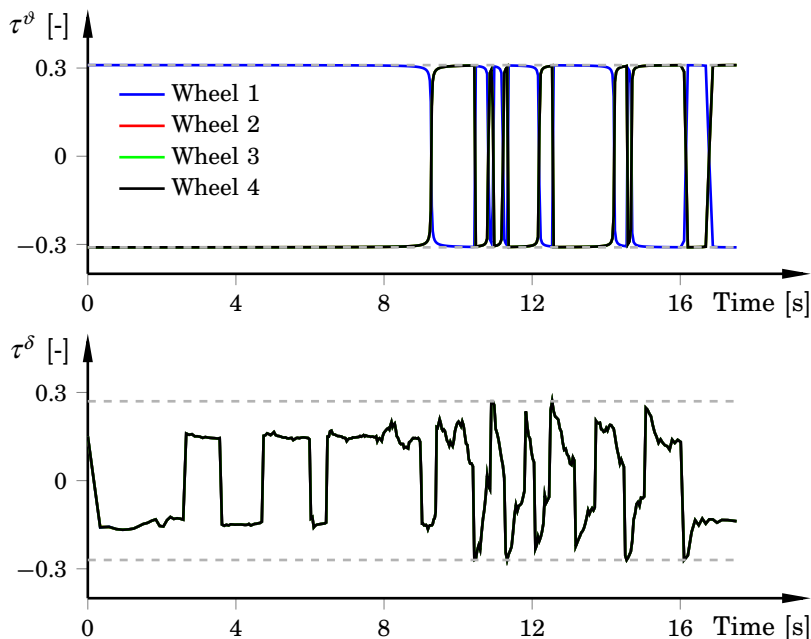 τ^ϑ [-]
0.3
0
−0.3
Wheel 1
Wheel 2
Wheel 3
Wheel 4
0 4 8 12 16 Time [s]
τ^δ [-]
0.3
0
−0.3
0 4 8 12 16 Time [s]